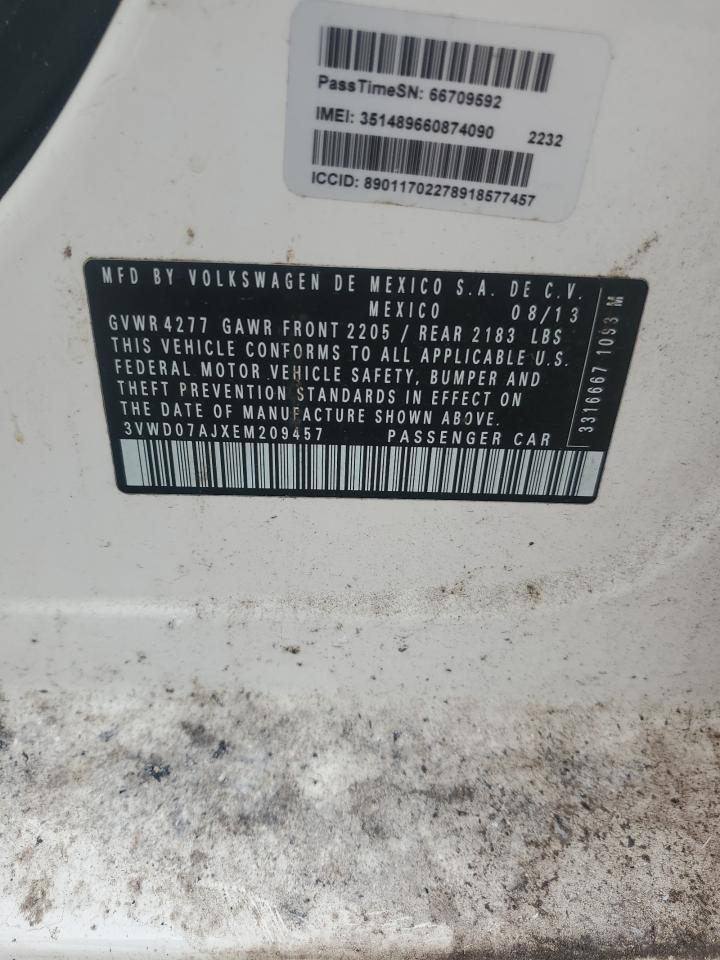 PassTimeSN: 66709592
IMEI: 351489660874090 2232
ICCID: 89011702278918577457
MFD BY VOLKSWAGEN DE MEXICO S.A. DE C.V.
MEXICO 08/13
GVWR 4277 GAWR FRONT 2205 / REAR 2183 LBS
THIS VEHICLE CONFORMS TO ALL APPLICABLE U.S.
FEDERAL MOTOR VEHICLE SAFETY, BUMPER AND
THEFT PREVENTION STANDARDS IN EFFECT ON
THE DATE OF MANUFACTURE SHOWN ABOVE.
3VWD07AJXEM209457 PASSENGER CAR
3316667 1093 M